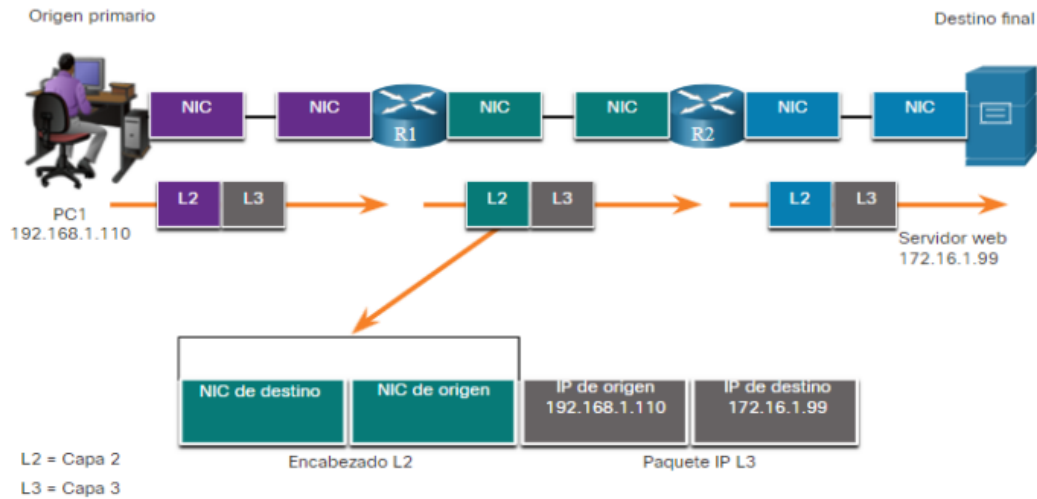 Origen primario
Destino final
NIC
NIC
R1
NIC
NIC
R2
NIC
NIC
L2
L3
L2
L3
L2
L3
PC1
192.168.1.110
Servidor web
172.16.1.99
NIC de destino
NIC de origen
IP de origen
192.168.1.110
IP de destino
172.16.1.99
Encabezado L2
Paquete IP L3
L2 = Capa 2
L3 = Capa 3